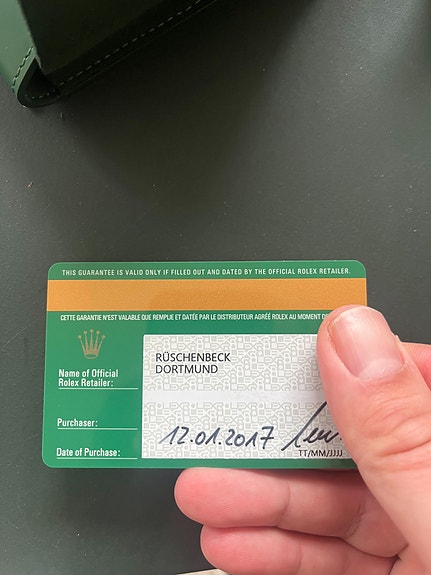 THIS GUARANTEE IS VALID ONLY IF FILLED OUT AND DATED BY THE OFFICIAL ROLEX RETAILER.
CETTE GARANTIE N'EST VALABLE QUE REMPLIE ET DATÉE PAR LE DISTRIBUTEUR AGRÉÉ ROLEX AU MOMENT
Name of Official
Rolex Retailer:
RÜSCHENBECK
DORTMUND
Purchaser:
Date of Purchase:
12.01.2017
TT/MM/JJJJ